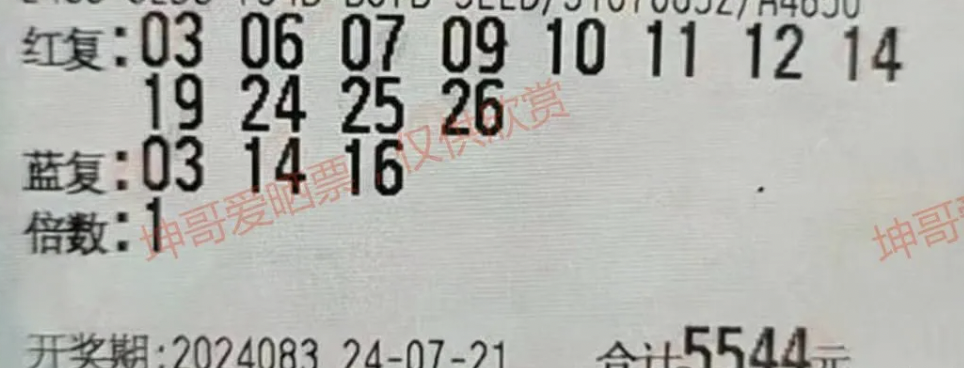 红复:03 06 07 09 10 11 12 14
19 24 25 26
蓝复:03 14 16
倍数:1
坤哥爱晒票，仅供欣赏
坤哥
开奖期:2024083 24-07-21 合计5544元